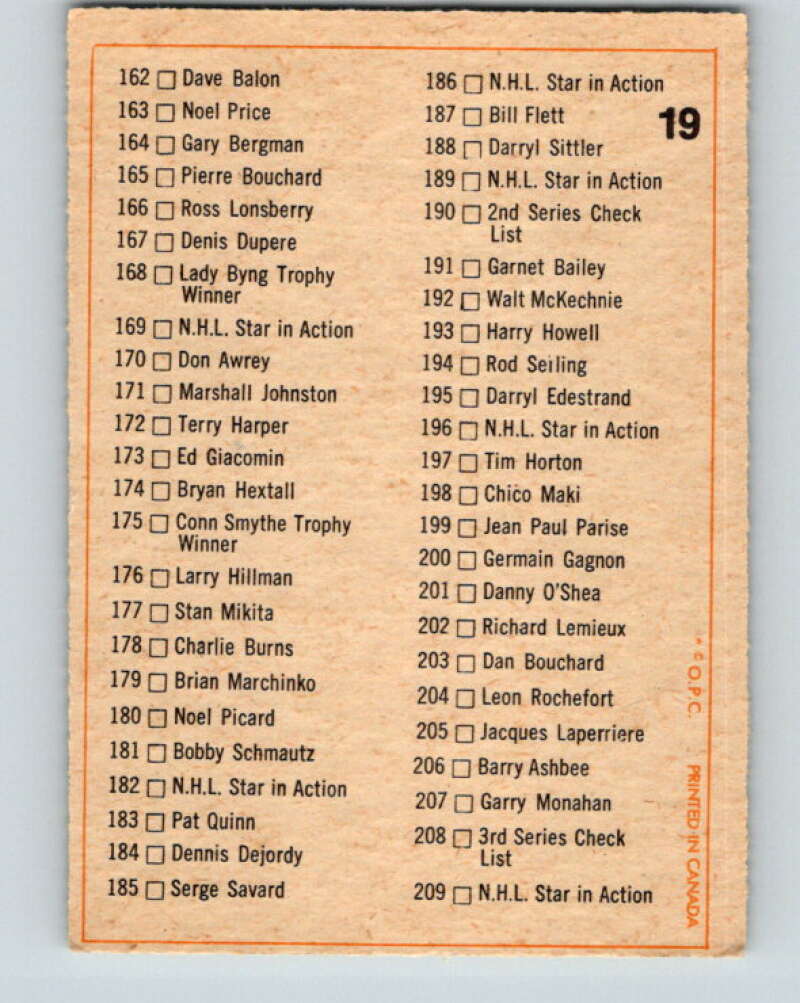 162 Dave Balon
163 Noel Price
164 Gary Bergman
165 Pierre Bouchard
166 Ross Lonsberry
167 Denis Dupere
168 Lady Byng Trophy
Winner
169 N.H.L. Star in Action
170 Don Awrey
171 Marshall Johnston
172 Terry Harper
173 Ed Giacomin
174 Bryan Hextall
175 Conn Smythe Trophy
Winner
176 Larry Hillman
177 Stan Mikita
178 Charlie Burns
179 Brian Marchinko
180 Noel Picard
181 Bobby Schmautz
182 N.H.L. Star in Action
183 Pat Quinn
184 Dennis Dejordy
185 Serge Savard
186 N.H.L. Star in Action
187 Bill Flett
188 Darryl Sittler
189 N.H.L. Star in Action
190 2nd Series Check
List
191 Garnet Bailey
192 Walt McKechnie
193 Harry Howell
194 Rod Seiling
195 Darryl Edestrand
196 N.H.L. Star in Action
197 Tim Horton
198 Chico Maki
199 Jean Paul Parise
200 Germain Gagnon
201 Danny O'Shea
202 Richard Lemieux
203 Dan Bouchard
204 Leon Rochefort
205 Jacques Laperriere
206 Barry Ashbee
207 Garry Monahan
208 3rd Series Check
List
209 N.H.L. Star in Action
19
* © O.P.C. PRINTED IN CANADA